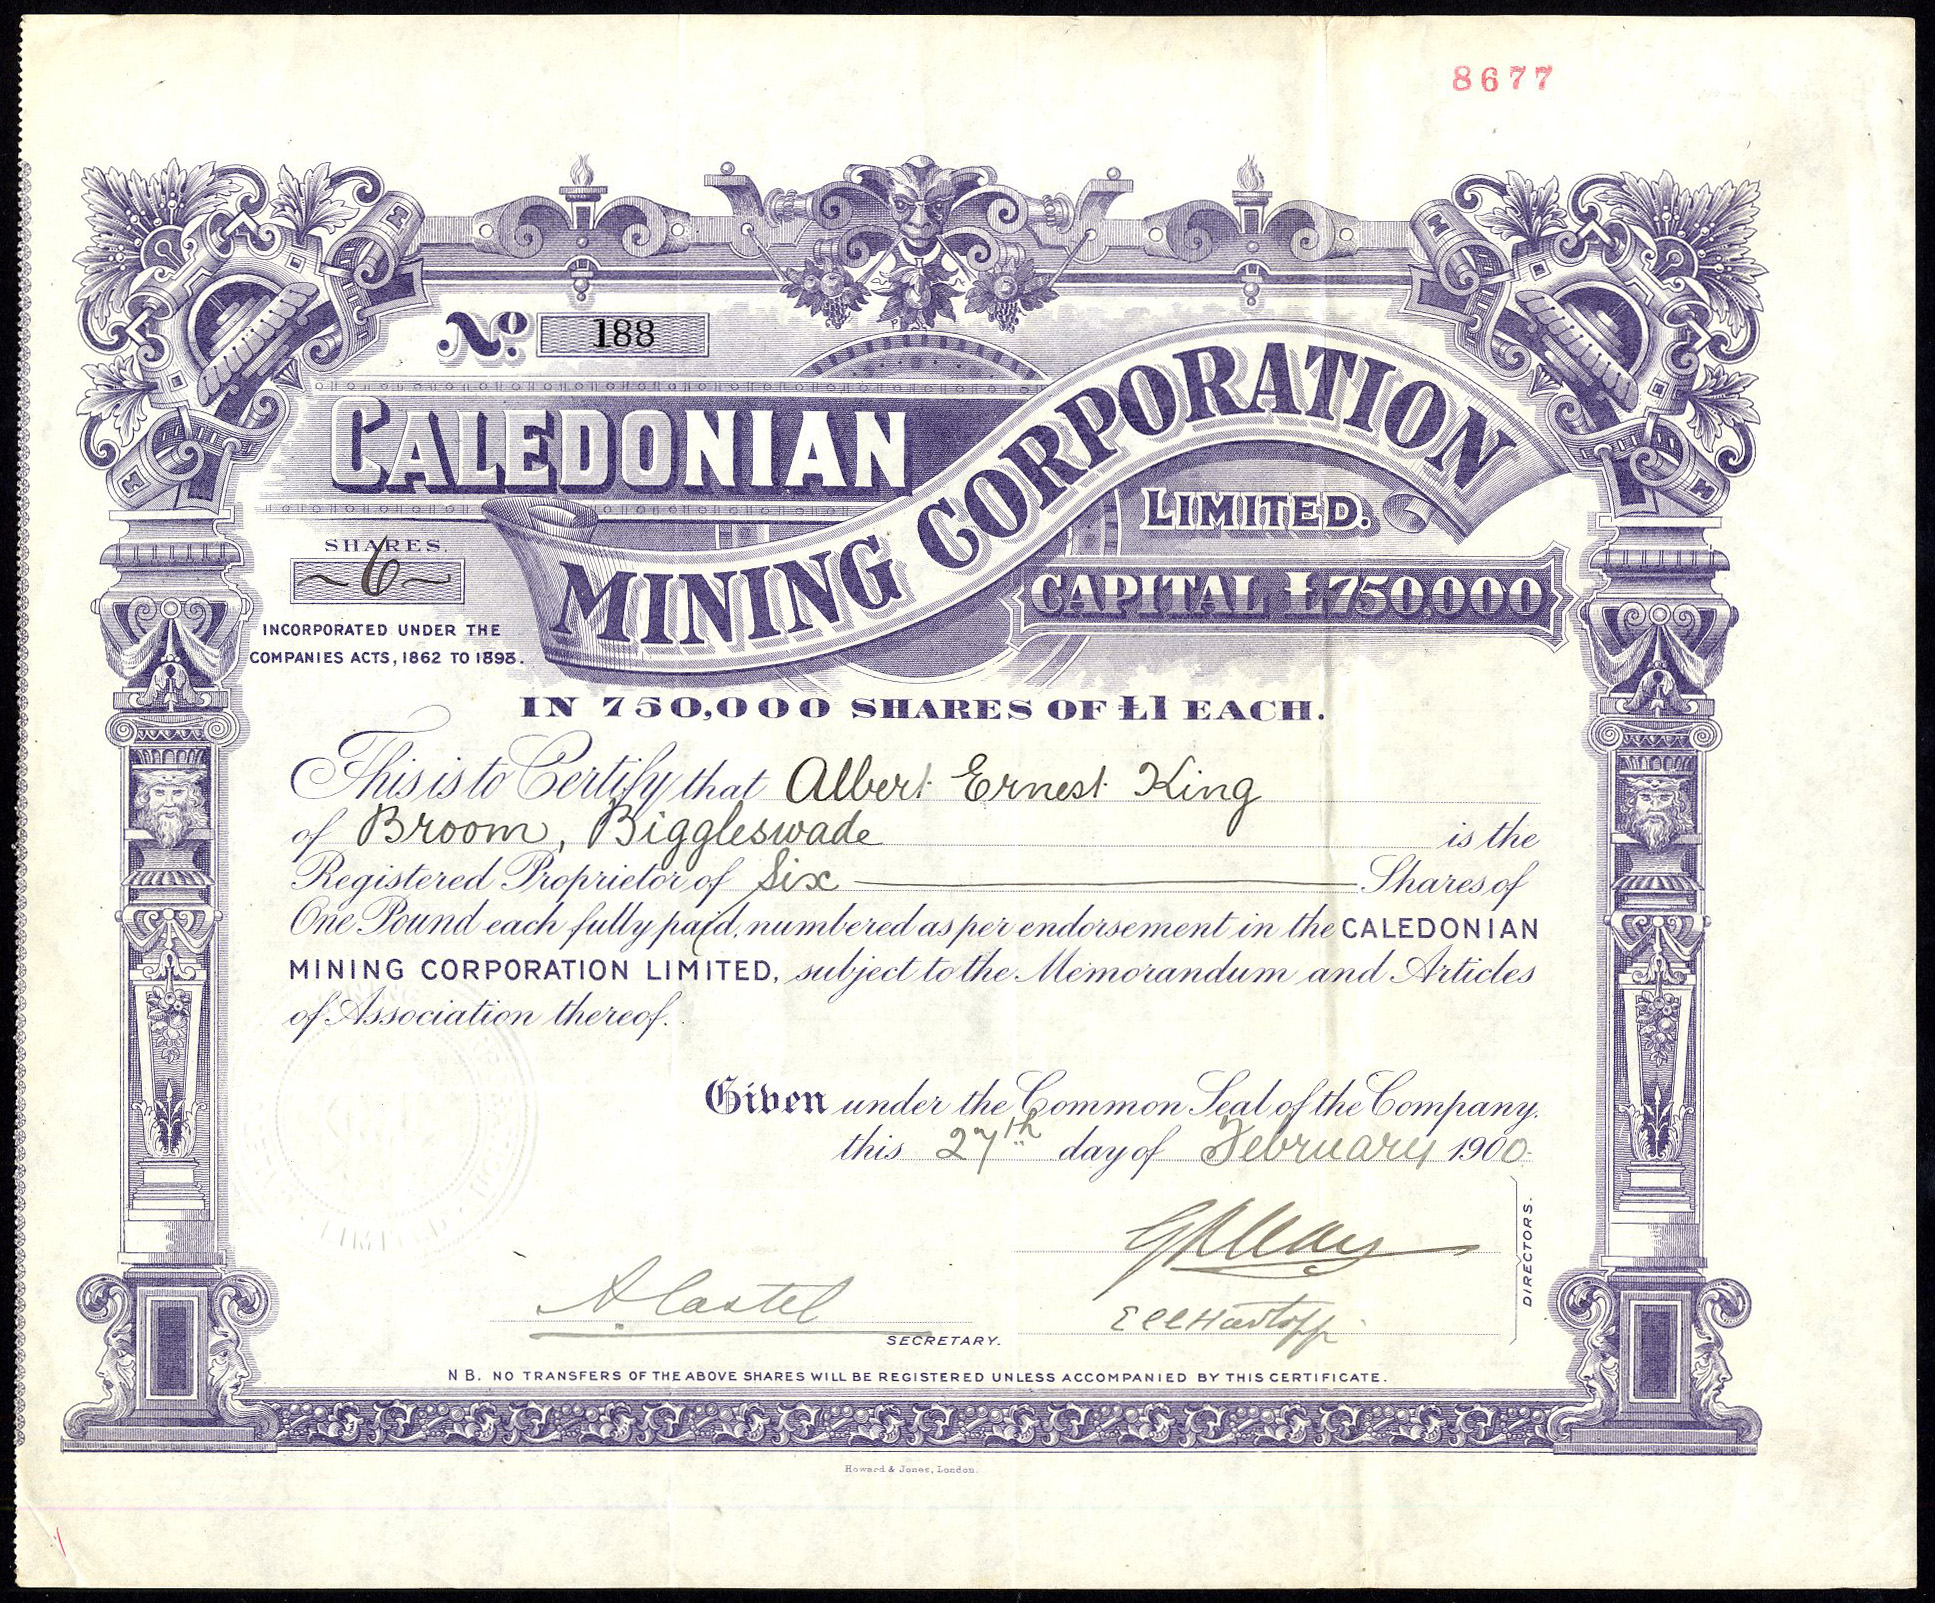 8677
No. 188
CALEDONIAN
MINING CORPORATION
LIMITED.
SHARES.
~6~
CAPITAL £750,000
INCORPORATED UNDER THE
COMPANIES ACTS, 1862 TO 1898.
IN 750,000 SHARES OF £1 EACH.
This is to Certify that Albert Ernest King
of Broom, Biggleswade is the
Registered Proprietor of Six Shares of
One Pound each fully paid, numbered as per endorsement in the CALEDONIAN
MINING CORPORATION LIMITED, subject to the Memorandum and Articles
of Association thereof.
Given under the Common Seal of the Company,
this 27th day of February 1900.
A Castel
SECRETARY.
DIRECTORS.
NB. NO TRANSFERS OF THE ABOVE SHARES WILL BE REGISTERED UNLESS ACCOMPANIED BY THIS CERTIFICATE.
Howard & Jones, London.
LIMITED